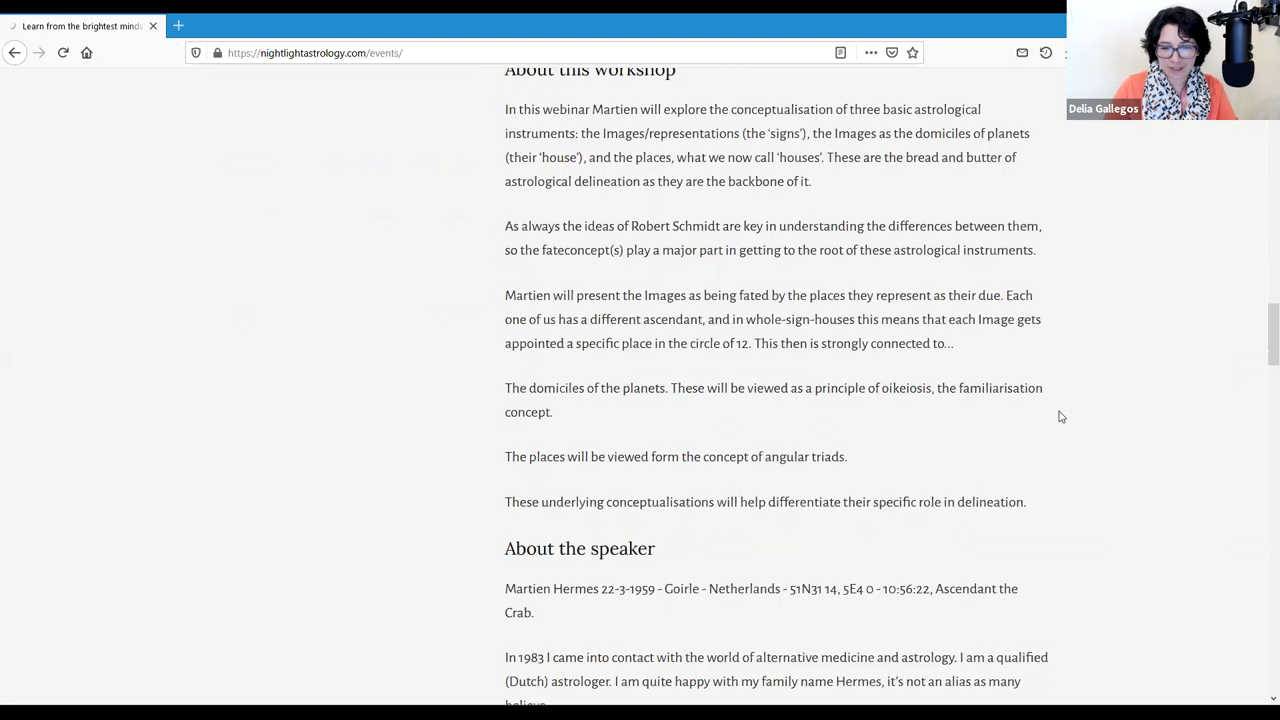 Learn from the brightest minds
https://nightlightastrology.com/events/
Delia Gallegos
About this workshop
In this webinar Martien will explore the conceptualisation of three basic astrological
instruments: the Images/representations (the ‘signs’), the Images as the domiciles of planets
(their ‘house’), and the places, what we now call ‘houses’. These are the bread and butter of
astrological delineation as they are the backbone of it.
As always the ideas of Robert Schmidt are key in understanding the differences between them,
so the fateconcept(s) play a major part in getting to the root of these astrological instruments.
Martien will present the Images as being fated by the places they represent as their due. Each
one of us has a different ascendant, and in whole-sign-houses this means that each Image gets
appointed a specific place in the circle of 12. This then is strongly connected to...
The domiciles of the planets. These will be viewed as a principle of oikeiosis, the familiarisation
concept.
The places will be viewed form the concept of angular triads.
These underlying conceptualisations will help differentiate their specific role in delineation.
About the speaker
Martien Hermes 22-3-1959 - Goirle - Netherlands - 51N31 14, 5E4 0 - 10:56:22, Ascendant the
Crab.
In 1983 I came into contact with the world of alternative medicine and astrology. I am a qualified
(Dutch) astrologer. I am quite happy with my family name Hermes, it's not an alias as many
believe.